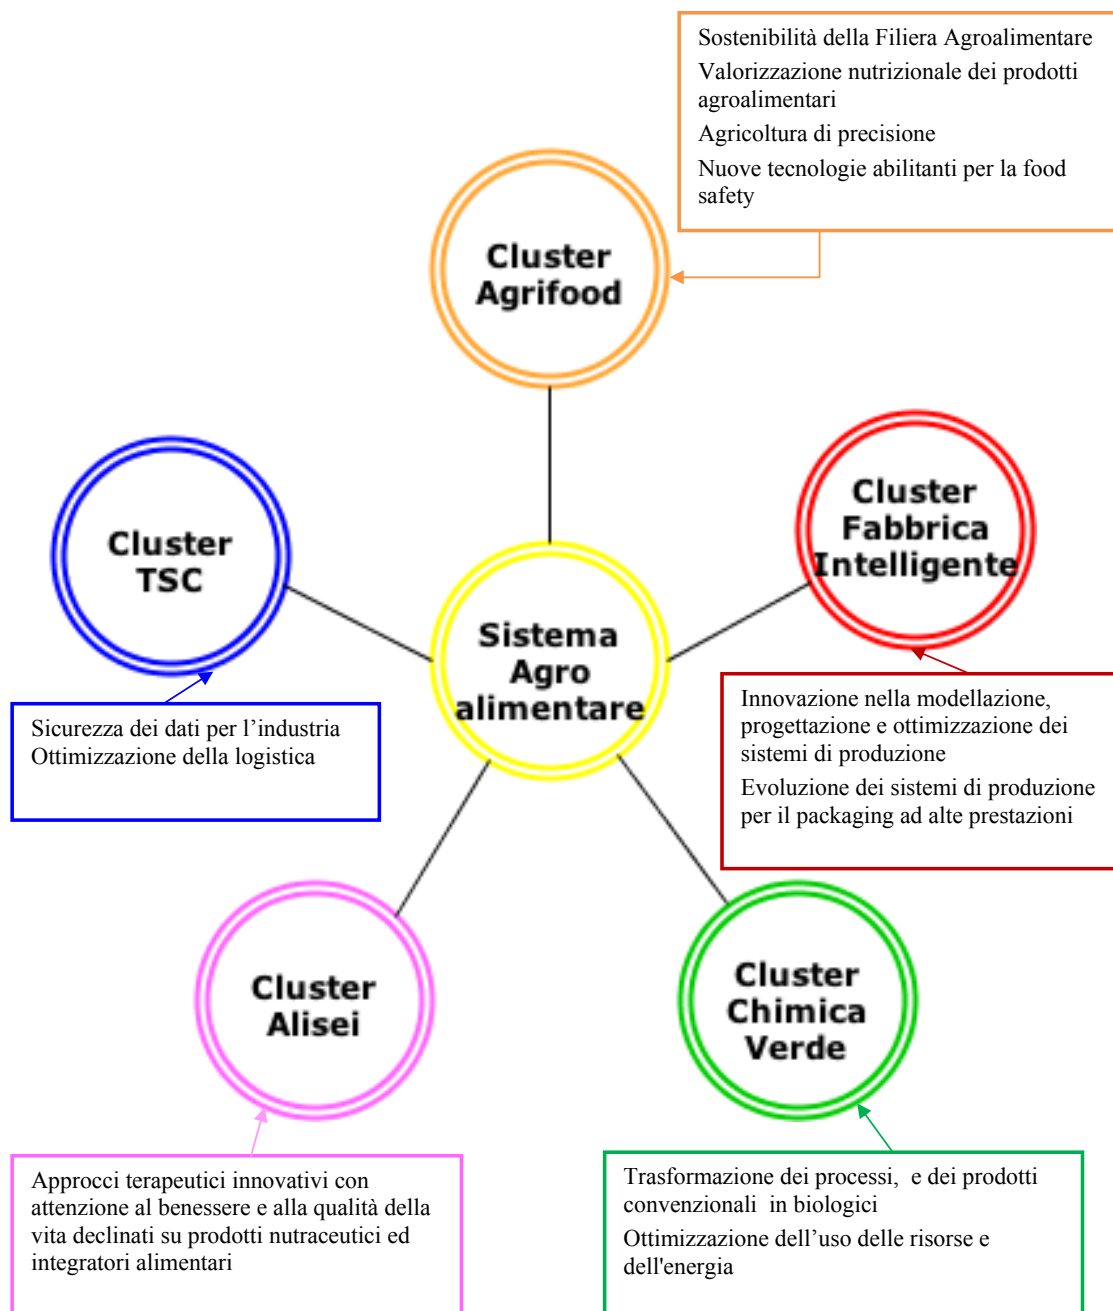 Sostenibilità della Filiera Agroalimentare
Valorizzazione nutrizionale dei prodotti
agroalimentari
Agricoltura di precisione
Nuove tecnologie abilitanti per la food
safety
Cluster
Agrifood
Cluster
TSC
Cluster
Fabbrica
Intelligente
Sistema
Agro
alimentare
Sicurezza dei dati per l’industria
Ottimizzazione della logistica
Innovazione nella modellazione,
progettazione e ottimizzazione dei
sistemi di produzione
Evoluzione dei sistemi di produzione
per il packaging ad alte prestazioni
Cluster
Alisei
Cluster
Chimica
Verde
Approcci terapeutici innovativi con
attenzione al benessere e alla qualità della
vita declinati su prodotti nutraceutici ed
integratori alimentari
Trasformazione dei processi,  e dei prodotti
convenzionali  in biologici
Ottimizzazione dell’uso delle risorse e
dell'energia